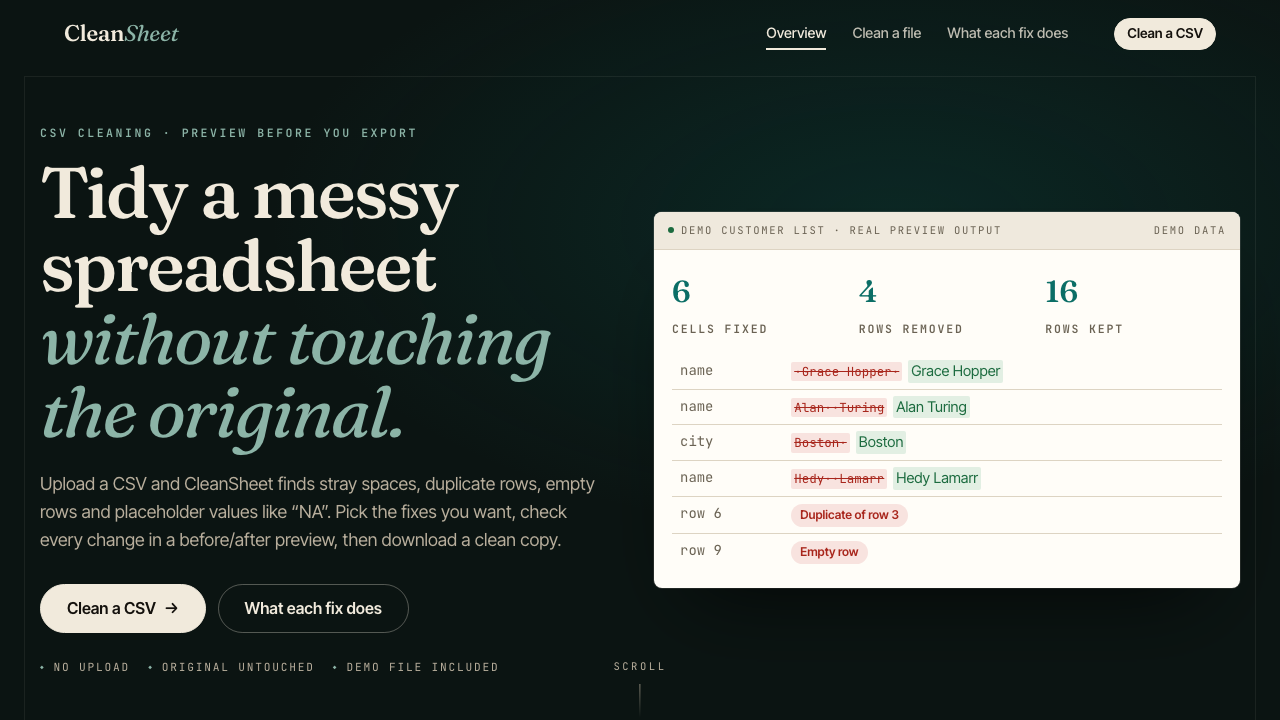 CleanSheet
Overview
Clean a file
What each fix does
Clean a CSV
CSV CLEANING · PREVIEW BEFORE YOU EXPORT
Tidy a messy
spreadsheet
without touching
the original.
Upload a CSV and CleanSheet finds stray spaces, duplicate rows, empty
rows and placeholder values like “NA”. Pick the fixes you want, check
every change in a before/after preview, then download a clean copy.
Clean a CSV →
What each fix does
• NO UPLOAD • ORIGINAL UNTOUCHED • DEMO FILE INCLUDED
SCROLL
DEMO CUSTOMER LIST · REAL PREVIEW OUTPUT
DEMO DATA
6
CELLS FIXED
4
ROWS REMOVED
16
ROWS KEPT
name ·Grace Hopper· Grace Hopper
name Alan··Turing Alan Turing
city Boston· Boston
name Hedy··Lamarr Hedy Lamarr
row 6 Duplicate of row 3
row 9 Empty row